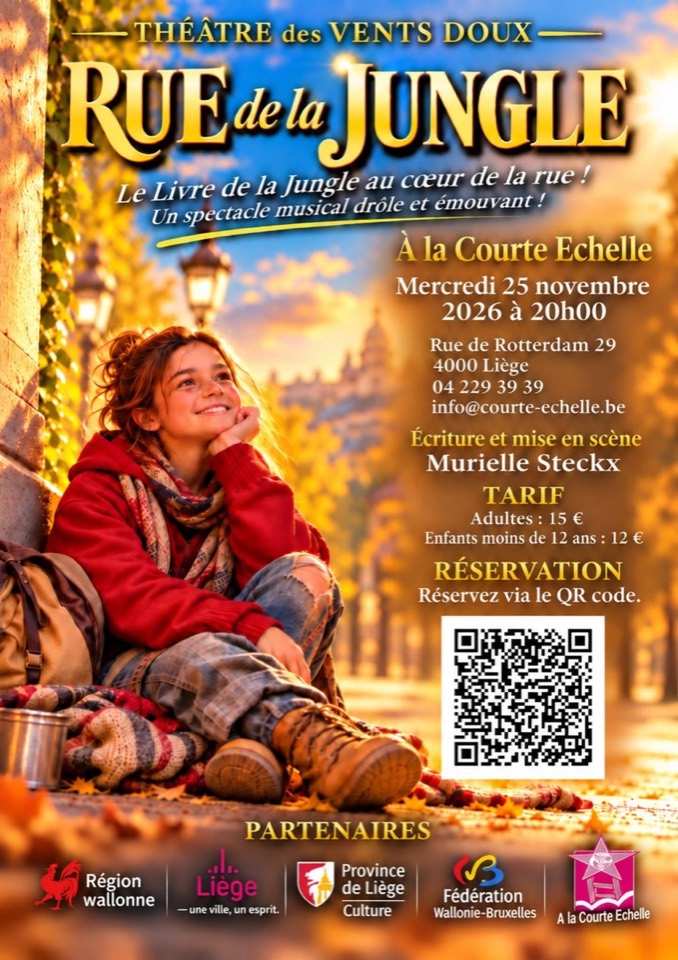 THÉÂTRE des VENTS DOUX
RUE de la JUNGLE
Le Livre de la Jungle au cœur de la rue !
Un spectacle musical drôle et émouvant !
À la Courte Echelle
Mercredi 25 novembre
2026 à 20h00
Rue de Rotterdam 29
4000 Liège
04 229 39 39
info@courte-echelle.be
Écriture et mise en scène
Murielle Steckx
TARIF
Adultes : 15 €
Enfants moins de 12 ans : 12 €
RÉSERVATION
Réservez via le QR code.
PARTENAIRES
Région
wallonne
Liège
— une ville, un esprit.
Province
de Liège
Culture
Fédération
Wallonie-Bruxelles
A la Courte Echelle